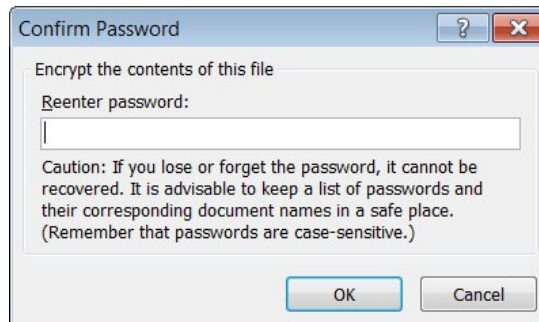 Confirm Password
?
Encrypt the contents of this file
Reenter password:
Caution: If you lose or forget the password, it cannot be
recovered. It is advisable to keep a list of passwords and
their corresponding document names in a safe place.
(Remember that passwords are case-sensitive.)
OK
Cancel